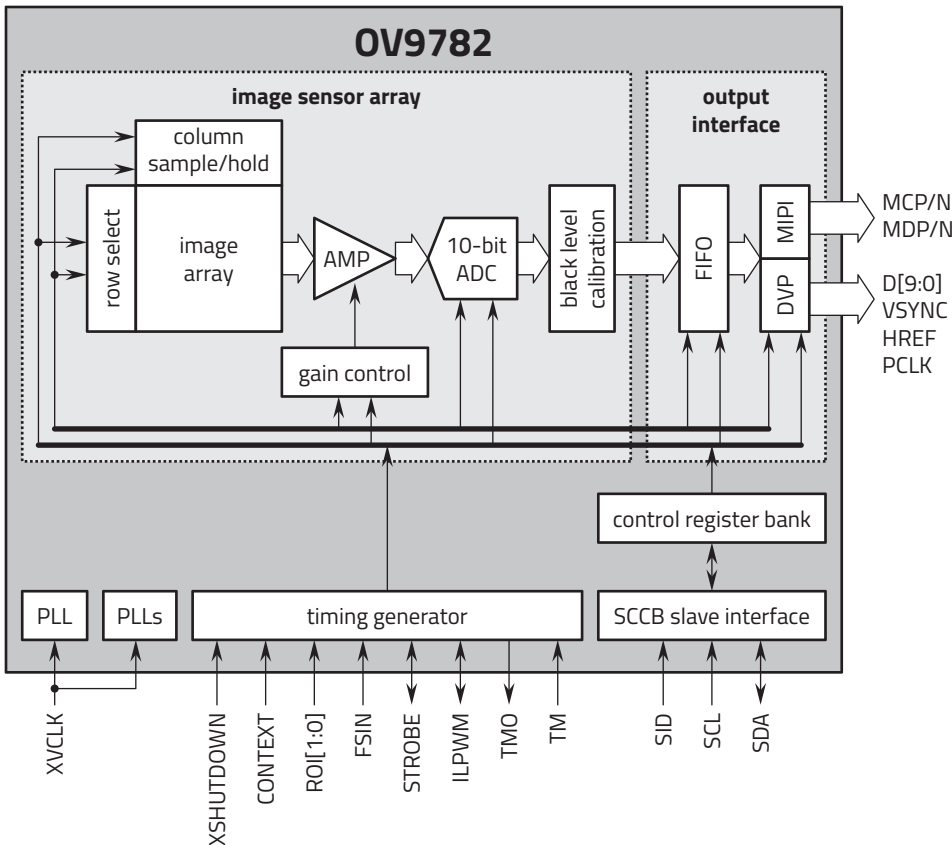 OV9782
image sensor array
output
interface
column
sample/hold
row select
image
array
AMP
10-bit
ADC
black level
calibration
FIFO
MIPI
DVP
MCP/N
MDP/N
D[9:0]
VSYNC
HREF
PCLK
gain control
control register bank
PLL
PLLs
timing generator
SCCB slave interface
XVCLK
XSHUTDOWN
CONTEXT
ROI[1:0]
FSIN
STROBE
ILPWM
TMO
TM
SID
SCL
SDA